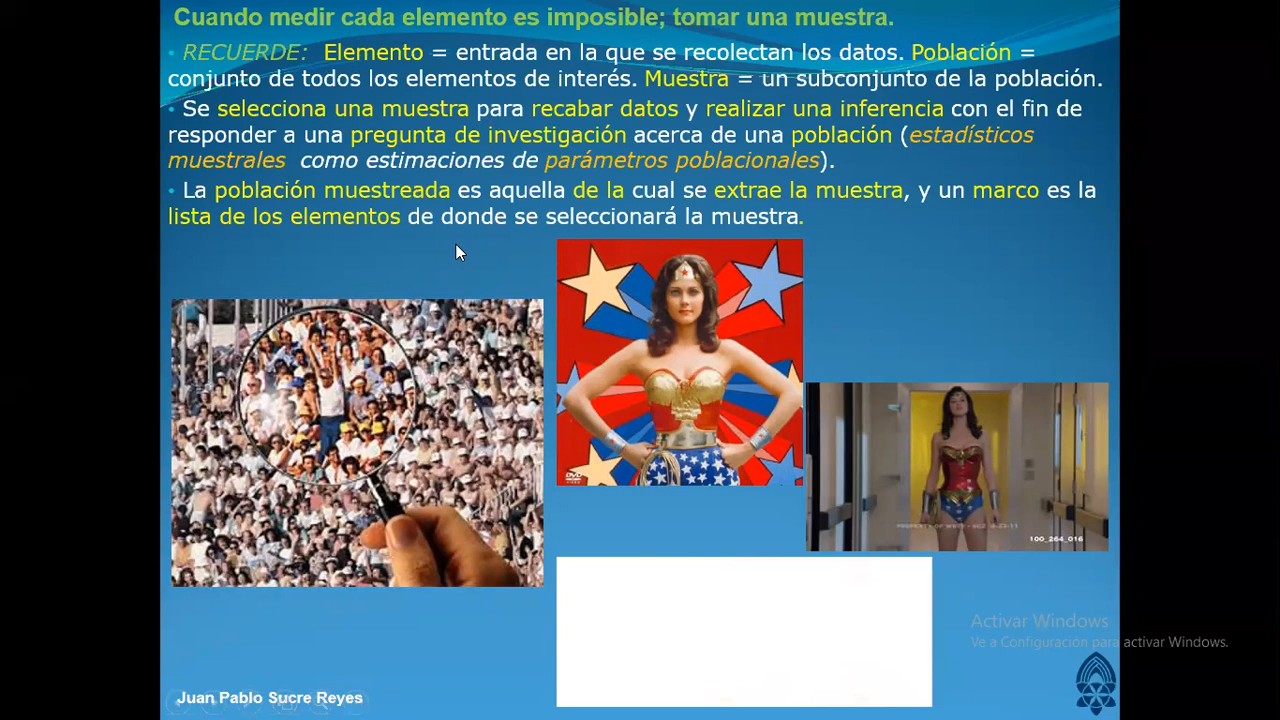 Cuando medir cada elemento es imposible; tomar una muestra.
• RECUERDE: Elemento = entrada en la que se recolectan los datos. Población =
conjunto de todos los elementos de interés. Muestra = un subconjunto de la población.
• Se selecciona una muestra para recabar datos y realizar una inferencia con el fin de
responder a una pregunta de investigación acerca de una población (estadísticos
muestrales como estimaciones de parámetros poblacionales).
• La población muestreada es aquella de la cual se extrae la muestra, y un marco es la
lista de los elementos de donde se seleccionará la muestra.
DVD
100_264_016
Activar Windows
Ve a Configuración para activar Windows.
Juan Pablo Sucre Reyes